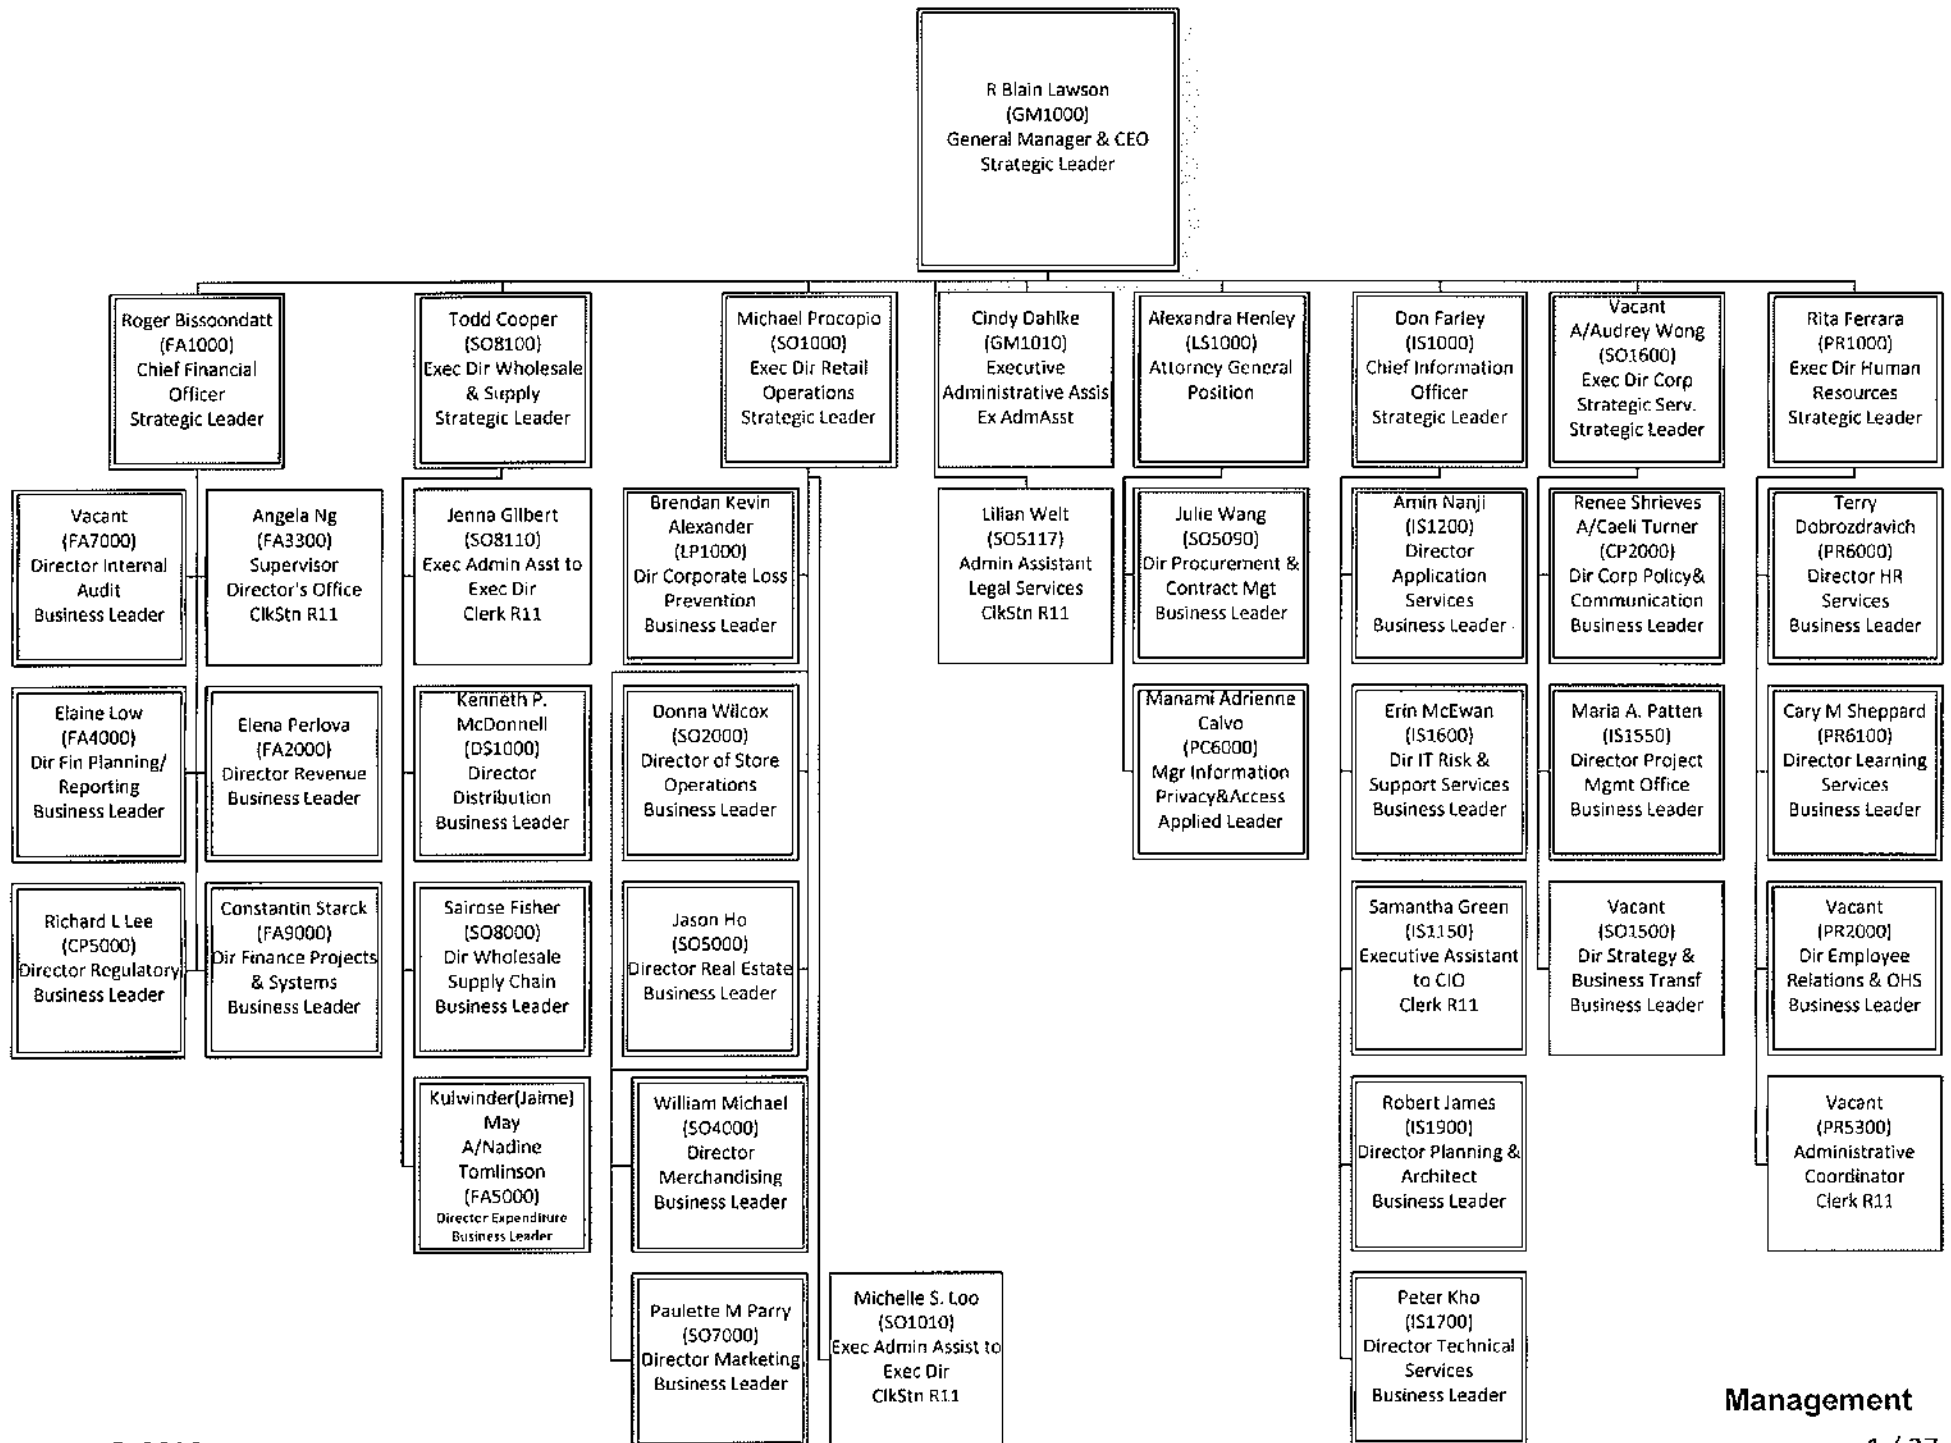 R Blain Lawson
(GM1000)
General Manager & CEO
Strategic Leader
Roger Bissoondatt
(FA1000)
Chief Financial
Officer
Strategic Leader
Todd Cooper
(SO8100)
Exec Dir Wholesale
& Supply
Strategic Leader
Michael Procopio
(SO1000)
Exec Dir Retail
Operations
Strategic Leader
Cindy Dahlke
(GM1010)
Executive
Administrative Assis
Ex AdmAsst
Alexandra Henley
(LS1000)
Attorney General
Position
Don Farley
(IS1000)
Chief Information
Officer
Strategic Leader
Vacant
A/Audrey Wong
(SO1600)
Exec Dir Corp
Strategic Serv.
Strategic Leader
Rita Ferrara
(PR1000)
Exec Dir Human
Resources
Strategic Leader
Vacant
(FA7000)
Director Internal
Audit
Business Leader
Angela Ng
(FA3300)
Supervisor
Director's Office
ClkStn R11
Jenna Gilbert
(SO8110)
Exec Admin Asst to
Exec Dir
Clerk R11
Brendan Kevin
Alexander
(LP1000)
Dir Corporate Loss
Prevention
Business Leader
Lilian Welt
(SO5117)
Admin Assistant
Legal Services
ClkStn R11
Julie Wang
(SO5090)
Dir Procurement &
Contract Mgt
Business Leader
Amin Nanji
(IS1200)
Director
Application
Services
Business Leader
Renee Shrieves
A/Caeli Turner
(CP2000)
Dir Corp Policy&
Communication
Business Leader
Terry
Dobrozdravich
(PR6000)
Director HR
Services
Business Leader
Elaine Low
(FA4000)
Dir Fin Planning/
Reporting
Business Leader
Elena Perlova
(FA2000)
Director Revenue
Business Leader
Kenneth P.
McDonnell
(DS1000)
Director
Distribution
Business Leader
Donna Wilcox
(SO2000)
Director of Store
Operations
Business Leader
Manami Adrienne
Calvo
(PC6000)
Mgr Information
Privacy&Access
Applied Leader
Erin McEwan
(IS1600)
Dir IT Risk &
Support Services
Business Leader
Maria A. Patten
(IS1550)
Director Project
Mgmt Office
Business Leader
Cary M Sheppard
(PR6100)
Director Learning
Services
Business Leader
Richard L Lee
(CP5000)
Director Regulatory
Business Leader
Constantin Starck
(FA9000)
Dir Finance Projects
& Systems
Business Leader
Sairose Fisher
(SO8000)
Dir Wholesale
Supply Chain
Business Leader
Jason Ho
(SO5000)
Director Real Estate
Business Leader
Samantha Green
(IS1150)
Executive Assistant
to CIO
Clerk R11
Vacant
(SO1500)
Dir Strategy &
Business Transf
Business Leader
Vacant
(PR2000)
Dir Employee
Relations & OHS
Business Leader
Kulwinder(Jaime)
May
A/Nadine
Tomlinson
(FA5000)
Director Expenditure
Business Leader
William Michael
(SO4000)
Director
Merchandising
Business Leader
Robert James
(IS1900)
Director Planning &
Architect
Business Leader
Vacant
(PR5300)
Administrative
Coordinator
Clerk R11
Paulette M Parry
(SO7000)
Director Marketing
Business Leader
Michelle S. Loo
(SO1010)
Exec Admin Assist to
Exec Dir
ClkStn R11
Peter Kho
(IS1700)
Director Technical
Services
Business Leader
Management